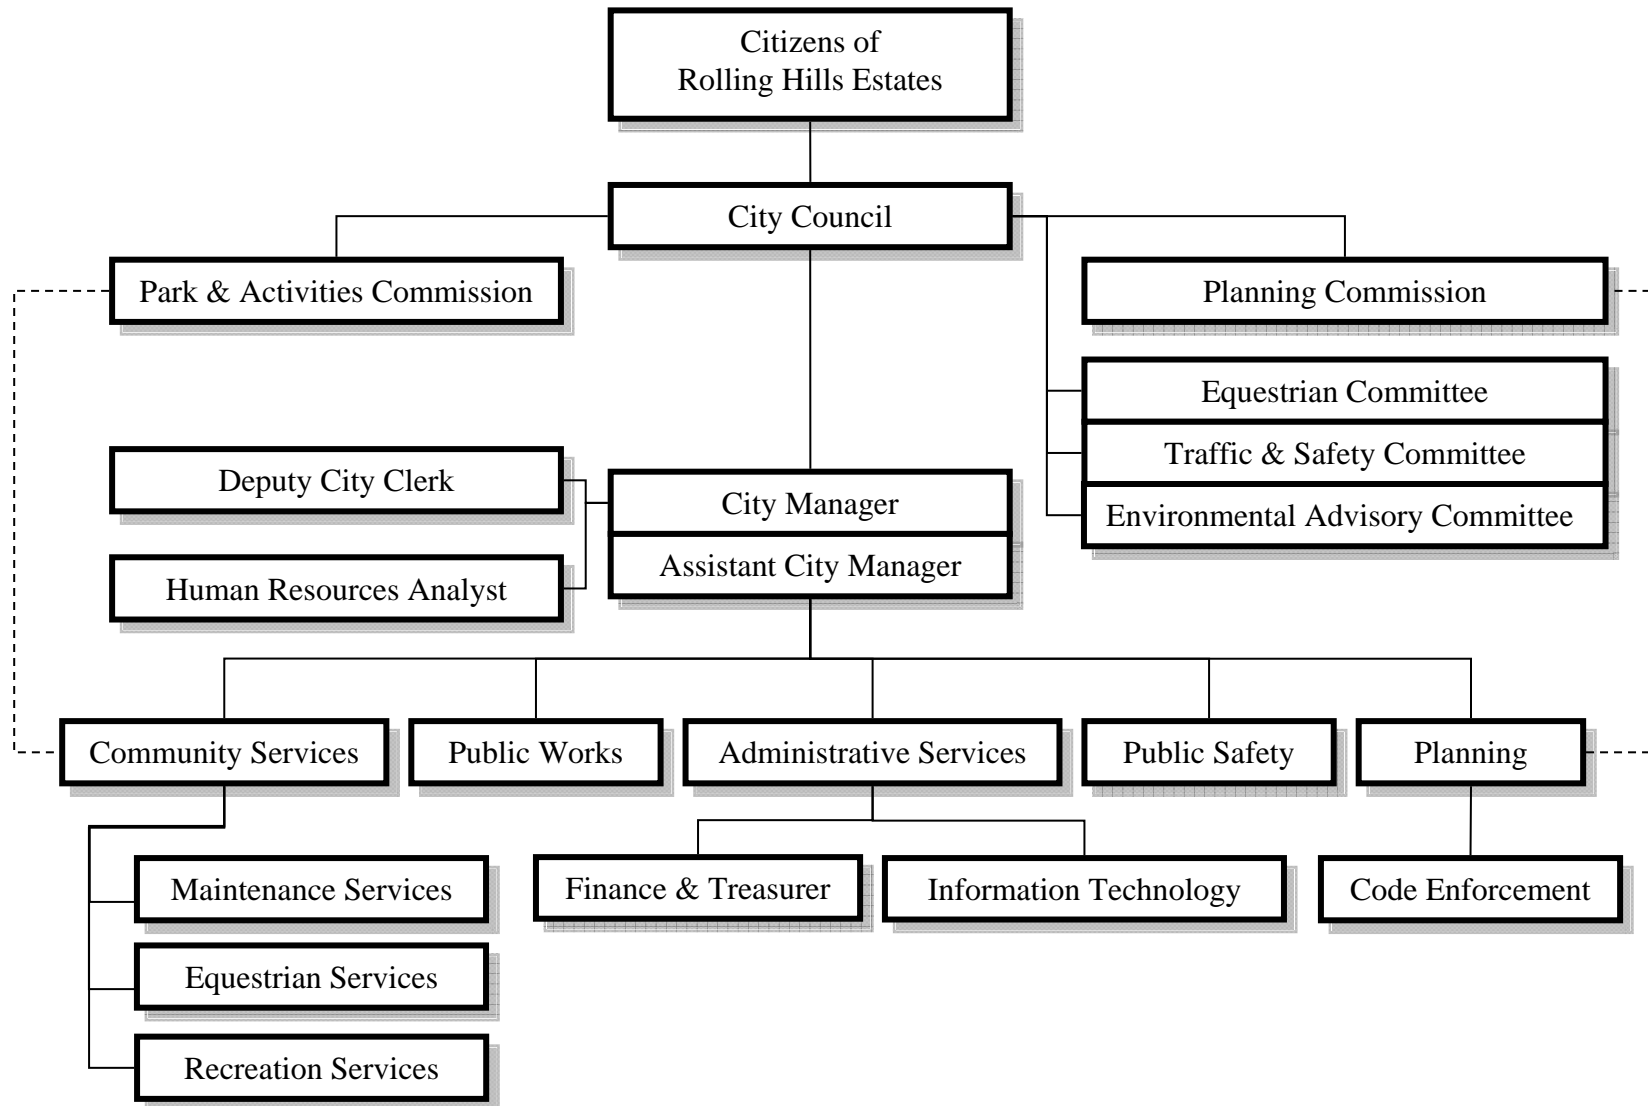 Citizens of
Rolling Hills Estates
City Council
Park & Activities Commission
Planning Commission
Equestrian Committee
Traffic & Safety Committee
Environmental Advisory Committee
Deputy City Clerk
City Manager
Assistant City Manager
Human Resources Analyst
Community Services
Public Works
Administrative Services
Public Safety
Planning
Maintenance Services
Equestrian Services
Recreation Services
Finance & Treasurer
Information Technology
Code Enforcement